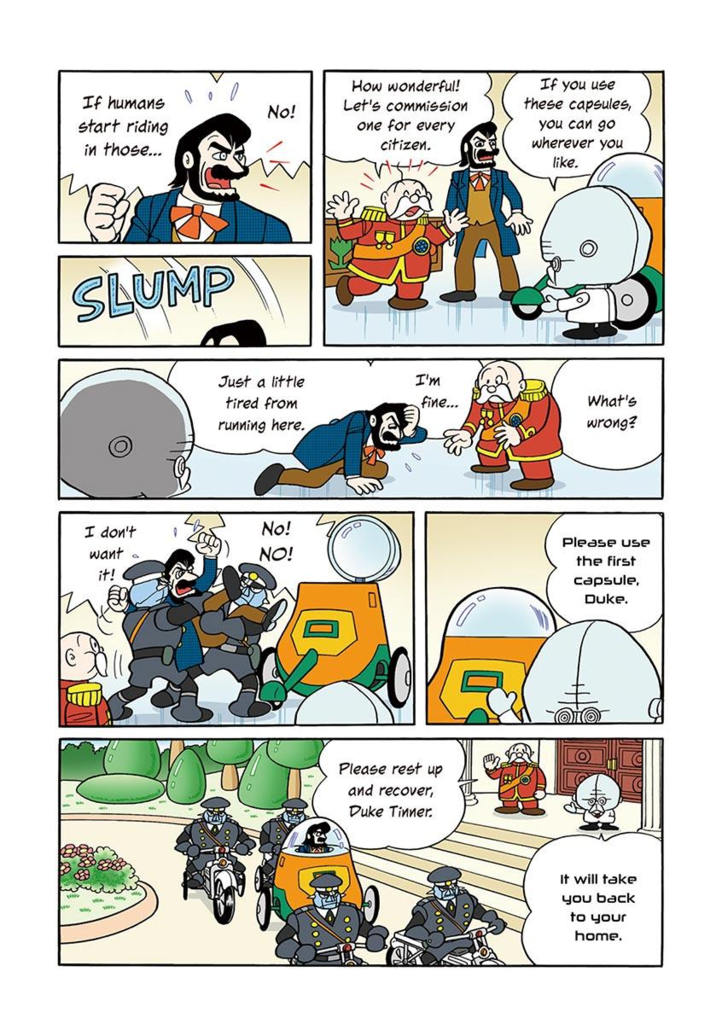 If you use
these capsules,
you can go
wherever you
like.
How wonderful!
Let's commission
one for every
citizen.
No!
If humans
start riding
in those...
SLUMP
What's
wrong?
I'm
fine...
Just a little
tired from
running here.
Please use
the first
capsule,
Duke.
No!
NO!
I don't
want
it!
It will take
you back
to your
home.
Please rest up
and recover,
Duke Tinner.